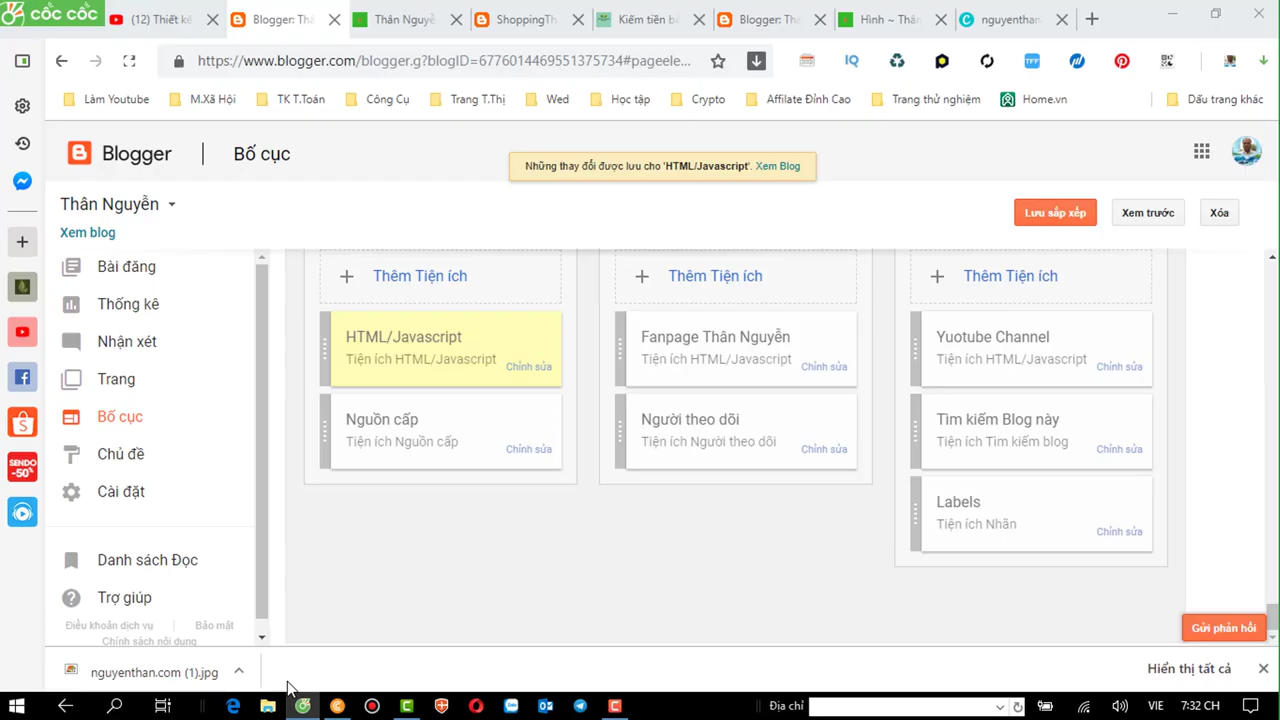 cốc cốc
(12) Thiết kế
Blogger: Thâ
Thân Nguyễ
ShoppingTh
Kiếm tiền bằ
Blogger: Thâ
Hình ~ Thân
nguyenthan
https://www.blogger.com/blogger.g?blogID=6776014469551375734#pageele...
IQ
TFF
Làm Youtube
M.Xã Hội
TK T.Toán
Công Cụ
Trang T.Thị
Wed
Học tập
Crypto
Affilate Đỉnh Cao
Trang thử nghiệm
Home.vn
Dấu trang khác
Blogger
Bố cục
Những thay đổi được lưu cho 'HTML/Javascript'. Xem Blog
Thân Nguyễn
Lưu sắp xếp
Xem trước
Xóa
Xem blog
Bài đăng
Thống kê
Nhận xét
Trang
Bố cục
Chủ đề
Cài đặt
Danh sách Đọc
Trợ giúp
Điều khoản dịch vụ
Bảo mật
Chính sách nội dung
SENDO
-50%
Thêm Tiện ích
HTML/Javascript
Tiện ích HTML/Javascript
Chỉnh sửa
Nguồn cấp
Tiện ích Nguồn cấp
Chỉnh sửa
Thêm Tiện ích
Fanpage Thân Nguyễn
Tiện ích HTML/Javascript
Chỉnh sửa
Người theo dõi
Tiện ích Người theo dõi
Chỉnh sửa
Thêm Tiện ích
Yuotube Channel
Tiện ích HTML/Javascript
Chỉnh sửa
Tìm kiếm Blog này
Tiện ích Tìm kiếm blog
Chỉnh sửa
Labels
Tiện ích Nhãn
Chỉnh sửa
Gửi phản hồi
nguyenthan.com (1).jpg
Hiển thị tất cả
Địa chỉ
VIE
7:32 CH